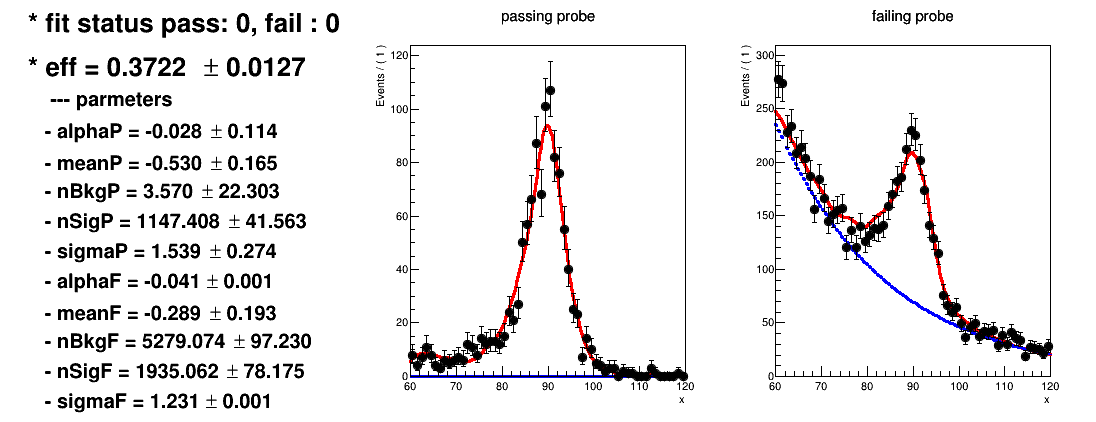 * fit status pass: 0, fail : 0
* eff = 0.3722 ± 0.0127
--- parmeters
- alphaP = -0.028 ± 0.114
- meanP = -0.530 ± 0.165
- nBkgP = 3.570 ± 22.303
- nSigP = 1147.408 ± 41.563
- sigmaP = 1.539 ± 0.274
- alphaF = -0.041 ± 0.001
- meanF = -0.289 ± 0.193
- nBkgF = 5279.074 ± 97.230
- nSigF = 1935.062 ± 78.175
- sigmaF = 1.231 ± 0.001
passing probe
Events / ( 1 )
120
100
80
60
40
20
0
60 70 80 90 100 110 120
x
failing probe
Events / ( 1 )
300
250
200
150
100
50
0
60 70 80 90 100 110 120
x